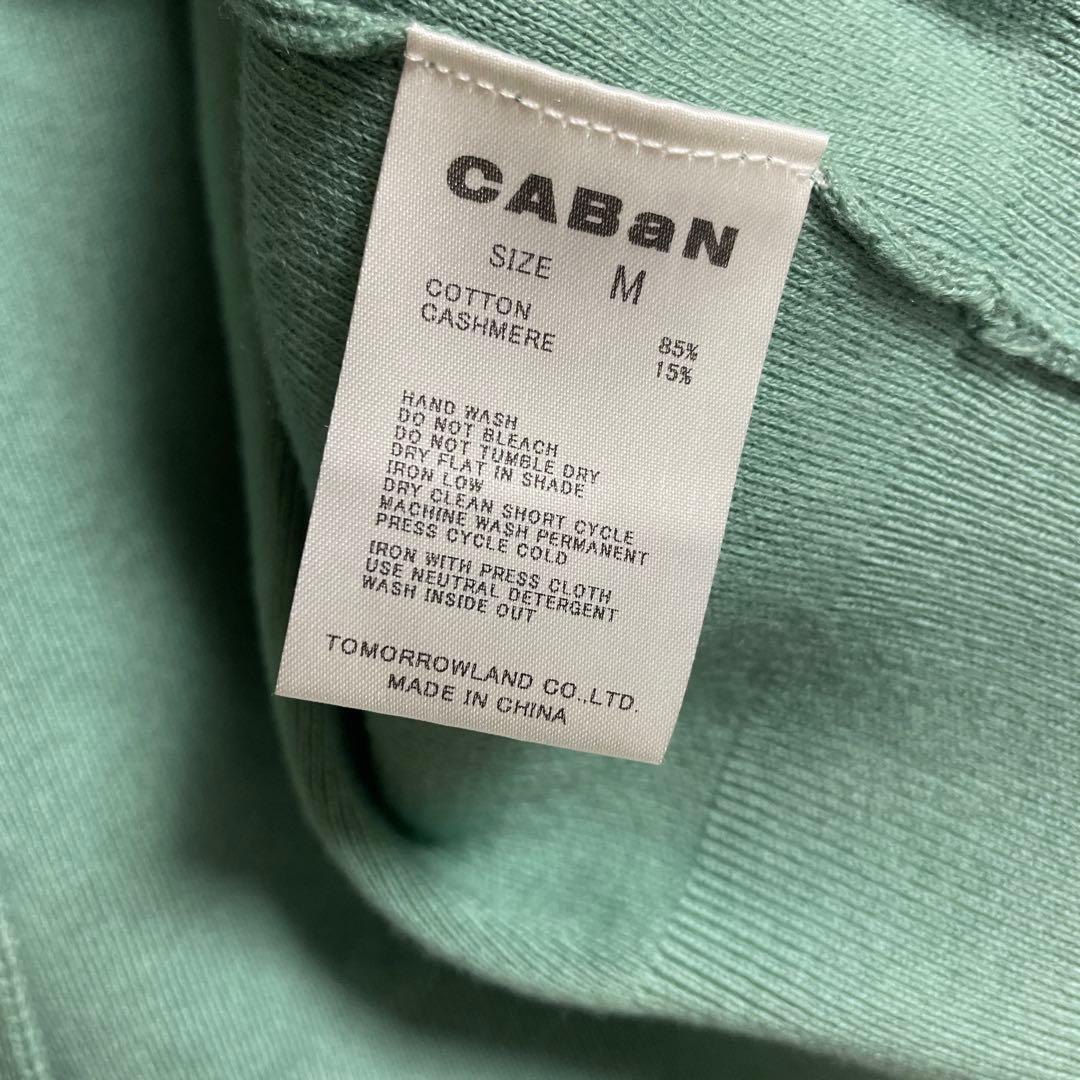 CABaN
SIZE M
COTTON 85%
CASHMERE 15%
HAND WASH
DO NOT BLEACH
DO NOT TUMBLE DRY
DRY FLAT IN SHADE
IRON LOW
DRY CLEAN SHORT CYCLE
MACHINE WASH PERMANENT
PRESS CYCLE COLD
IRON WITH PRESS CLOTH
USE NEUTRAL DETERGENT
WASH INSIDE OUT
TOMORROWLAND CO.,LTD.
MADE IN CHINA